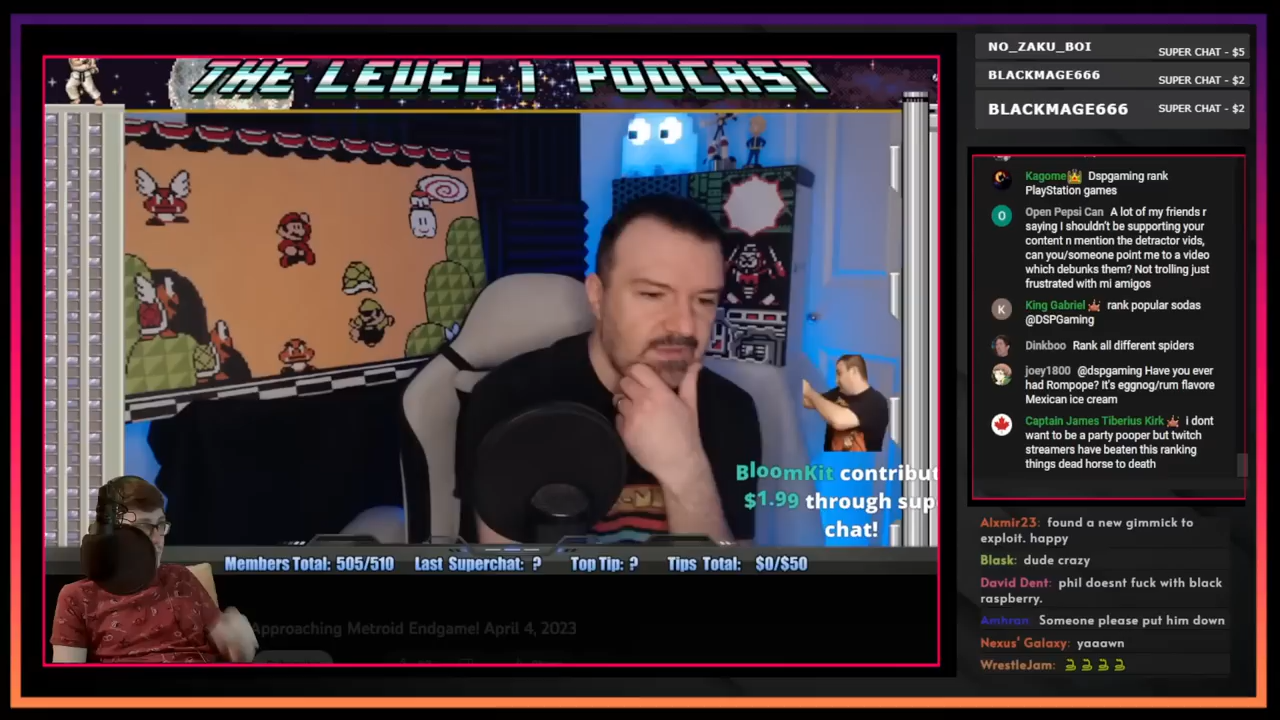 THE LEVEL 1 PODCAST
BloomKit contribut
$1.99 through sup
chat!
Members Total: 505/510 Last Superchat: ? Top Tip: ? Tips Total: $0/$50
Approaching Metroid Endgame! April 4, 2023
NO_ZAKU_BOI SUPER CHAT - $5
BLACKMAGE666 SUPER CHAT - $2
BLACKMAGE666 SUPER CHAT - $2
Kagome Dspgaming rank
PlayStation games
O
Open Pepsi Can A lot of my friends r
saying I shouldn't be supporting your
content n mention the detractor vids,
can you/someone point me to a video
which debunks them? Not trolling just
frustrated with mi amigos
K
King Gabriel rank popular sodas
@DSPGaming
Dinkboo Rank all different spiders
joey1800 @dspgaming Have you ever
had Rompope? It's eggnog/rum flavore
Mexican ice cream
Captain James Tiberius Kirk i dont
want to be a party pooper but twitch
streamers have beaten this ranking
things dead horse to death
Alxmir23: found a new gimmick to
exploit. happy
Blask: dude crazy
David Dent: phil doesnt fuck with black
raspberry.
Amhran: Someone please put him down
Nexus' Galaxy: yaaawn
WrestleJam: